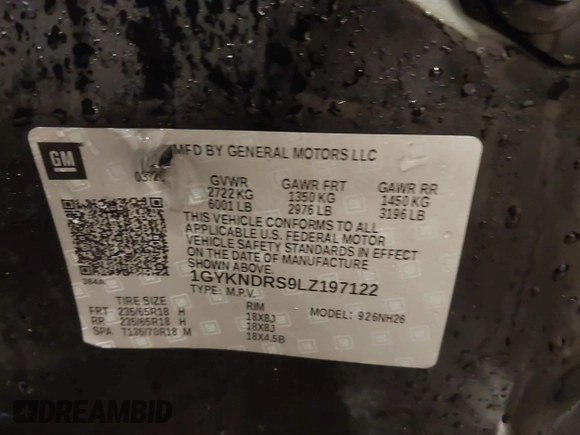 GM
MFD BY GENERAL MOTORS LLC
03/20
GVWR GAWR FRT GAWR RR
2722 KG 1350 KG 1450 KG
6001 LB 2976 LB 3196 LB
THIS VEHICLE CONFORMS TO ALL
APPLICABLE U.S. FEDERAL MOTOR
VEHICLE SAFETY STANDARDS IN EFFECT
ON THE DATE OF MANUFACTURE
SHOWN ABOVE.
384A
1GYKNDRS9LZ197122
TYPE: M.P.V.
TIRE SIZE RIM MODEL: 926NH26
FRT 235/65R18 H 18X8J
RR 235/65R18 H 18X8J
SPA T135/70R18 M 18X4.5B
DREAMBID